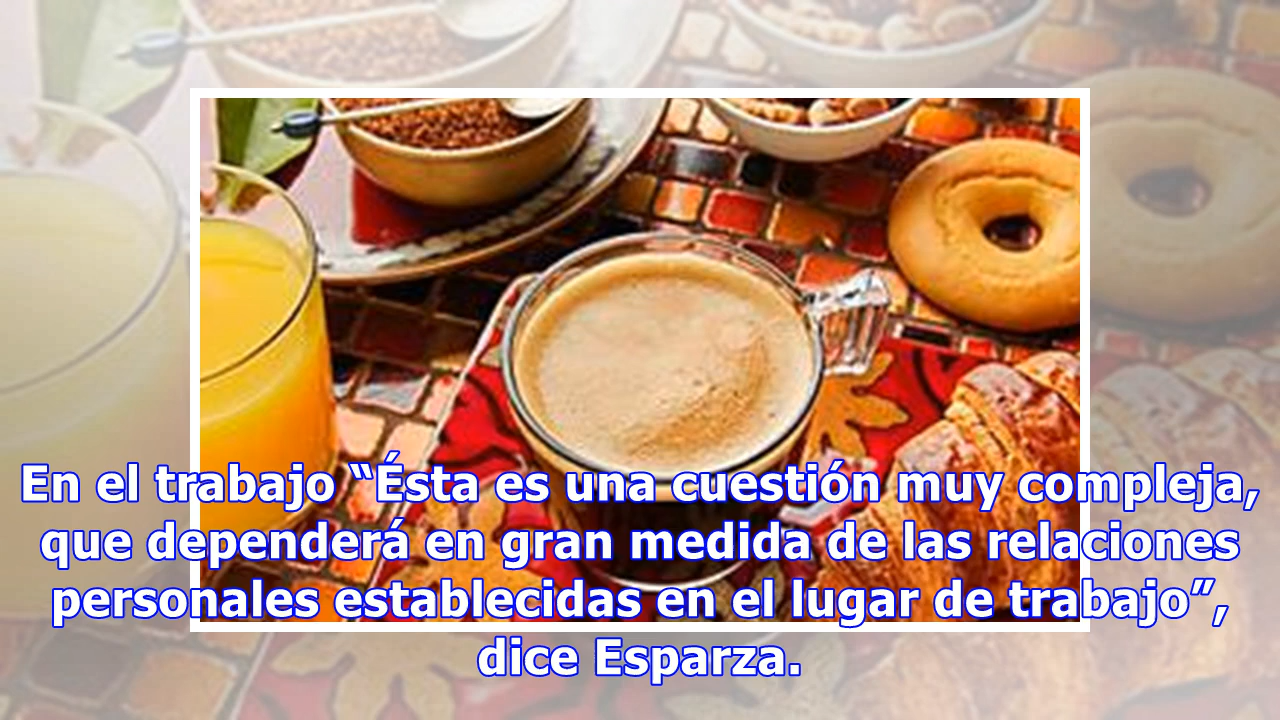 En el trabajo “Ésta es una cuestión muy compleja,
que dependerá en gran medida de las relaciones
personales establecidas en el lugar de trabajo”,
dice Esparza.